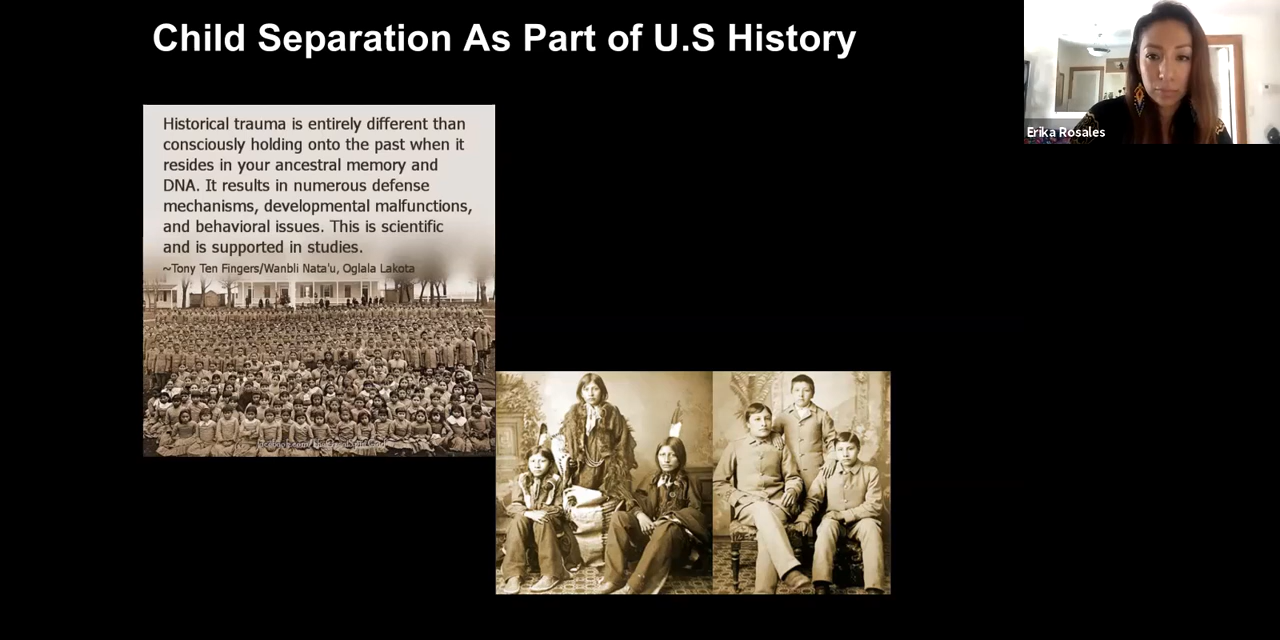 Child Separation As Part of U.S History
Erika Rosales
Historical trauma is entirely different than
consciously holding onto the past when it
resides in your ancestral memory and
DNA. It results in numerous defense
mechanisms, developmental malfunctions,
and behavioral issues. This is scientific
and is supported in studies.
~Tony Ten Fingers/Wanbli Nata'u, Oglala Lakota